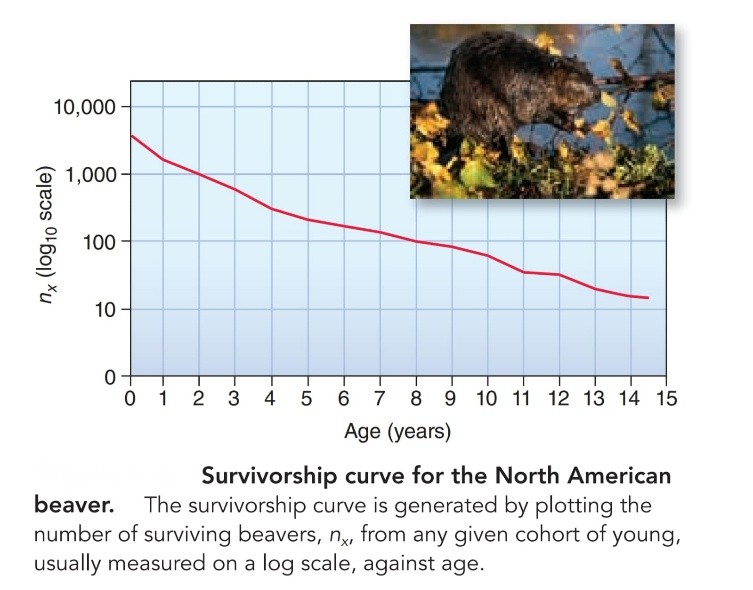 10,000
1,000
100
10
0
n_x (log₁₀ scale)
0 1 2 3 4 5 6 7 8 9 10 11 12 13 14 15
Age (years)
Survivorship curve for the North American
beaver. The survivorship curve is generated by plotting the
number of surviving beavers, nₓ, from any given cohort of young,
usually measured on a log scale, against age.